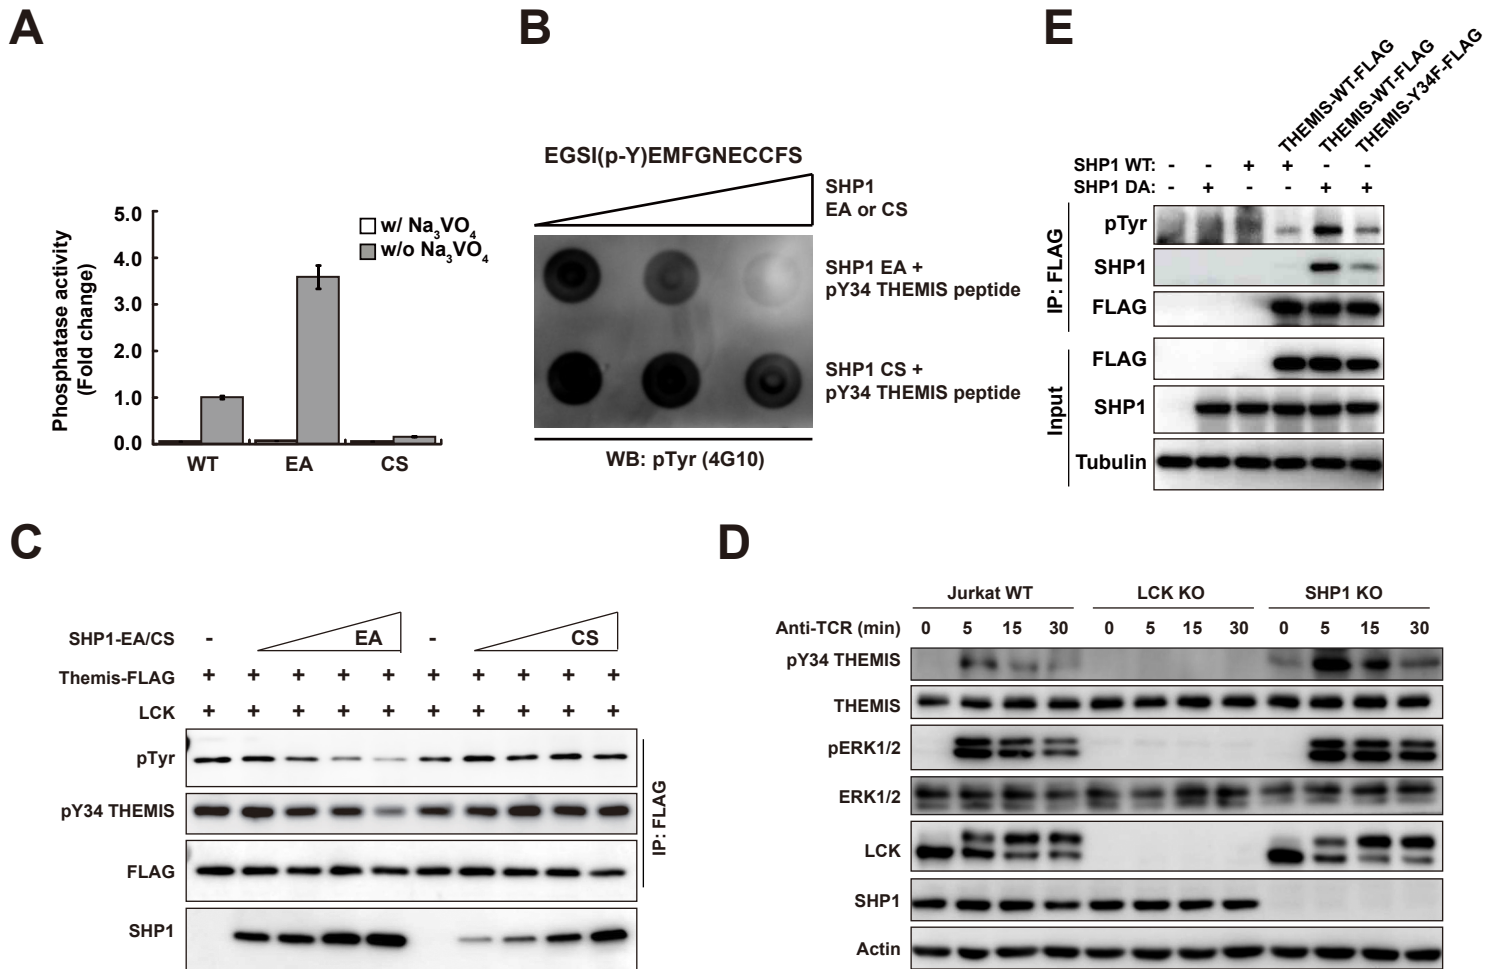 A
B
E
5.0
4.0
3.0
2.0
1.0
0.0
Phosphatase activity
(Fold change)
w/ Na₃VO₄
w/o Na₃VO₄
WT EA CS
EGSI(p-Y)EMFGNECCFS
SHP1
EA or CS
SHP1 EA +
pY34 THEMIS peptide
SHP1 CS +
pY34 THEMIS peptide
WB: pTyr (4G10)
THEMIS-WT-FLAG
THEMIS-WT-FLAG
THEMIS-Y34F-FLAG
SHP1 WT: - - + + - -
SHP1 DA: - + - - + +
IP: FLAG
pTyr
SHP1
FLAG
Input
FLAG
SHP1
Tubulin
C
D
SHP1-EA/CS - EA - CS
Themis-FLAG + + + + + + + + + +
LCK + + + + + + + + + +
pTyr
pY34 THEMIS
FLAG
SHP1
IP: FLAG
Jurkat WT LCK KO SHP1 KO
Anti-TCR (min) 0 5 15 30 0 5 15 30 0 5 15 30
pY34 THEMIS
THEMIS
pERK1/2
ERK1/2
LCK
SHP1
Actin